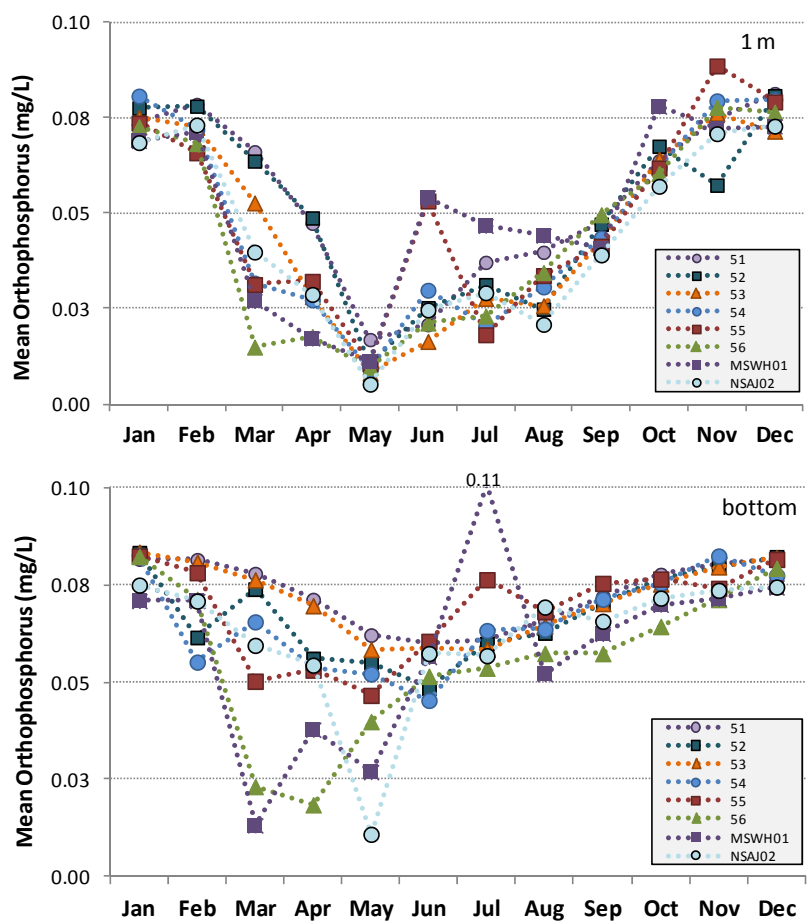 0.10
1 m
0.08
0.05
0.03
0.00
Mean Orthophosphorus (mg/L)
51
52
53
54
55
56
MSWH01
NSAJ02
Jan Feb Mar Apr May Jun Jul Aug Sep Oct Nov Dec
0.11
0.10
bottom
0.08
0.05
0.03
0.00
Mean Orthophosphorus (mg/L)
51
52
53
54
55
56
MSWH01
NSAJ02
Jan Feb Mar Apr May Jun Jul Aug Sep Oct Nov Dec